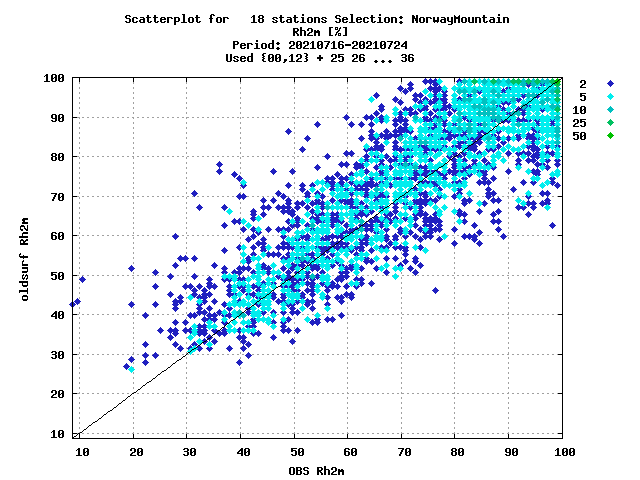 Scatterplot for   18 stations Selection: NorwayMountain
Rh2m [%]
Period: 20210716-20210724
Used {00,12} + 25 26 ... 36
100
90
80
70
60
50
40
30
20
10
oldsurf Rh2m
10 20 30 40 50 60 70 80 90 100
OBS Rh2m
2
5
10
25
50